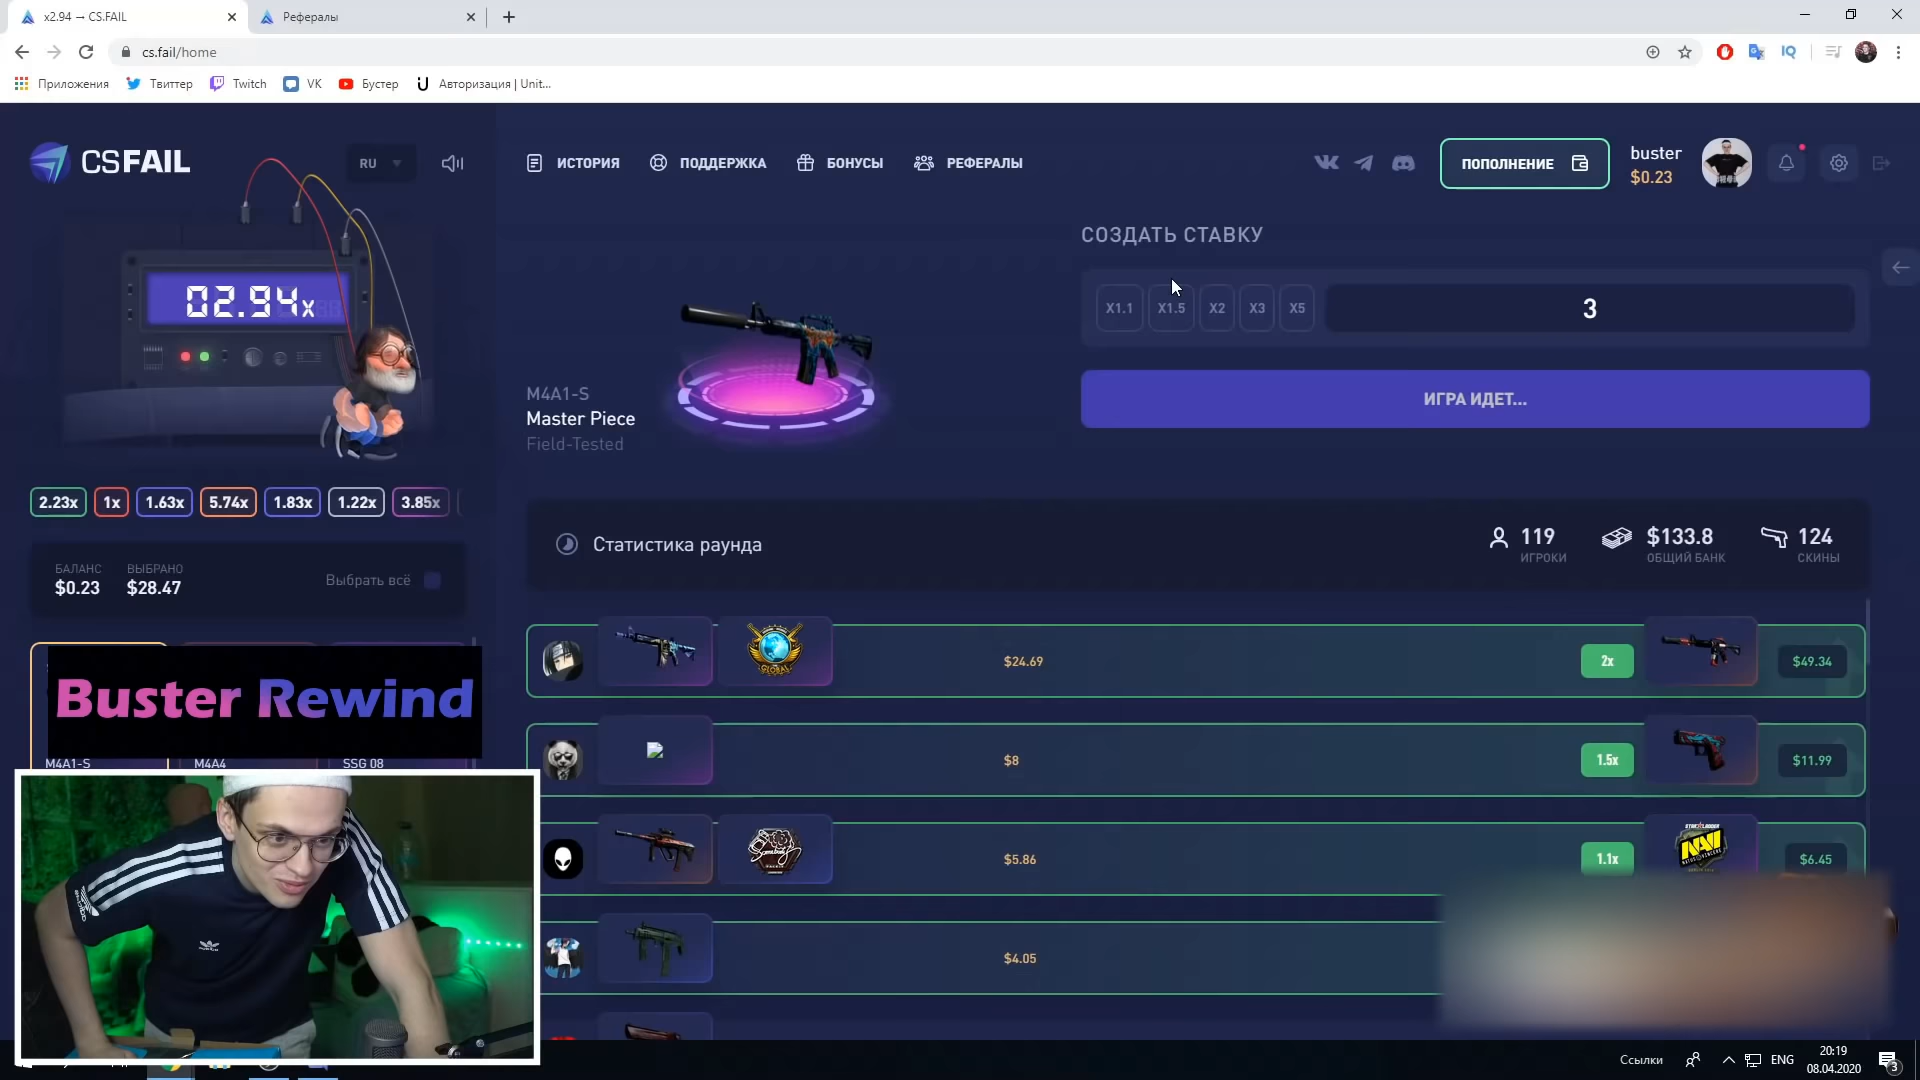 x2.94 → CS.FAIL
Рефералы
cs.fail/home
Приложения
Твиттер
Twitch
VK
Бустер
Авторизация | Unit...
CSFAIL
RU
ИСТОРИЯ
ПОДДЕРЖКА
БОНУСЫ
РЕФЕРАЛЫ
ПОПОЛНЕНИЕ
buster
$0.23
02.94x
СОЗДАТЬ СТАВКУ
X1.1
X1.5
X2
X3
X5
3
ИГРА ИДЕТ...
M4A1-S
Master Piece
Field-Tested
2.23x
1x
1.63x
5.74x
1.83x
1.22x
3.85x
БАЛАНС
$0.23
ВЫБРАНО
$28.47
Выбрать всё
Статистика раунда
119
ИГРОКИ
$133.8
ОБЩИЙ БАНК
124
СКИНЫ
GLOBAL
$24.69
2x
$49.34
Buster Rewind
M4A1-S
M4A4
SSG 08
$8
1.5x
$11.99
$5.86
1.1x
NAVI
$6.45
$4.05
adidas
Ссылки
ENG
20:19
08.04.2020
3